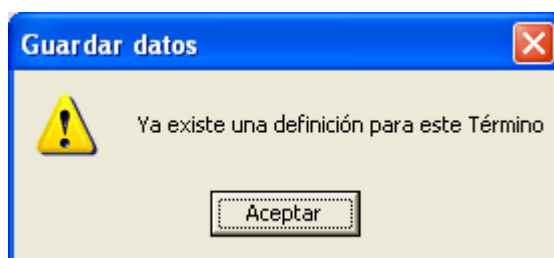 Guardar datos
Ya existe una definición para este Término
Aceptar